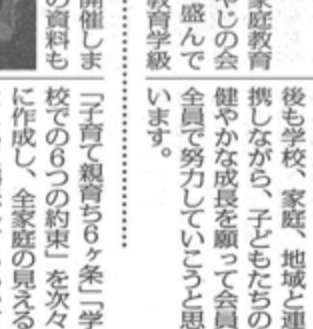 後も学校、家庭、地域と連
携しながら、子どもたちの
健やかな成長を願って会員
全員で努力していこうと思
います。
家庭教育
やじの会
盛んで
教育学級
「子育て親育ち6ヶ条」「学
校での6つの約束」を次々
に作成し、全家庭の見える
開催しま
の資料も